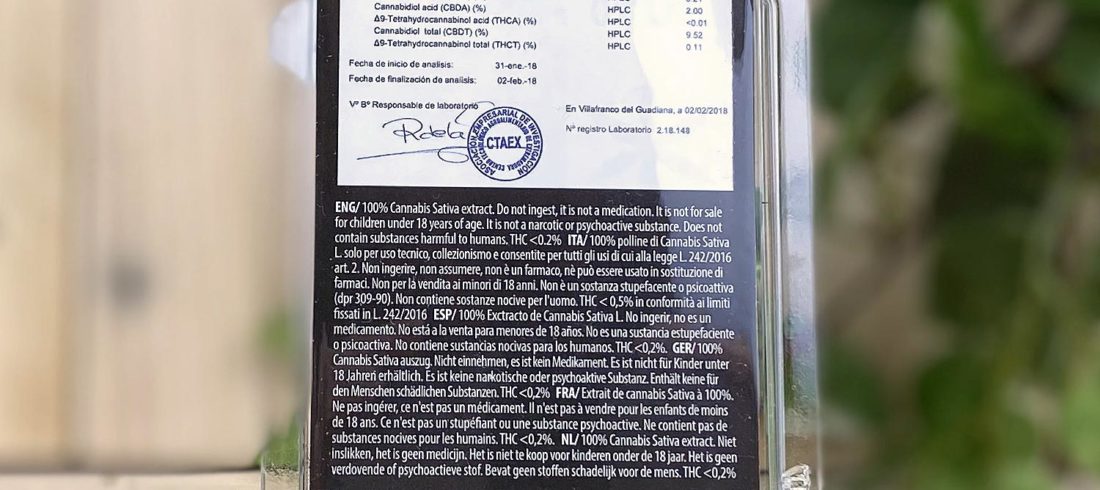 Cannabidiol acid (CBDA) (%) HPLC 2.00
Δ9-Tetrahydrocannabinol acid (THCA) (%) HPLC <0.01
Cannabidiol total (CBDT) (%) HPLC 9.52
Δ9-Tetrahydrocannabinol total (THCT) (%) HPLC 0.11
Fecha de inicio de analisis: 31-ene.-18
Fecha de finalización de analisis: 02-feb.-18
Vº Bº Responsable de laboratorio
En Villafranco del Guadiana, a 02/02/2018
Nº registro Laboratorio 2.18.148
ASOCIACIÓN EMPRESARIAL DE INVESTIGACIÓN
CENTRO TECNOLÓGICO AGROALIMENTARIO DE EXTREMADURA
CTAEX
ENG/ 100% Cannabis Sativa extract. Do not ingest, it is not a medication. It is not for sale
for children under 18 years of age. It is not a narcotic or psychoactive substance. Does not
contain substances harmful to humans. THC <0.2% ITA/ 100% polline di Cannabis Sativa
L. solo per uso tecnico, collezionismo e consentite per tutti gli usi di cui alla legge L. 242/2016
art. 2. Non ingerire, non assumere, non è un farmaco, nè può essere usato in sostituzione di
farmaci. Non per la vendita ai minori di 18 anni. Non è un sostanza stupefacente o psicoattiva
(dpr 309-90). Non contiene sostanze nocive per l'uomo. THC < 0,5% in conformità ai limiti
fissati in L. 242/2016 ESP/ 100% Exctracto de Cannabis Sativa L. No ingerir, no es un
medicamento. No está a la venta para menores de 18 años. No es una sustancia estupefaciente
o psicoactiva. No contiene sustancias nocivas para los humanos. THC <0,2%. GER/ 100%
Cannabis Sativa auszug. Nicht einnehmen, es ist kein Medikament. Es ist nicht für Kinder unter
18 Jahren erhältlich. Es ist keine narkotische oder psychoaktive Substanz. Enthält keine für
den Menschen schädlichen Substanzen. THC <0,2% FRA/ Extrait de cannabis Sativa à 100%.
Ne pas ingérer, ce n'est pas un médicament. Il n'est pas à vendre pour les enfants de moins
de 18 ans. Ce n'est pas un stupéfiant ou une substance psychoactive. Ne contient pas de
substances nocives pour les humains. THC <0,2%. NL/ 100% Cannabis Sativa extract. Niet
inslikken, het is geen medicijn. Het is niet te koop voor kinderen onder de 18 jaar. Het is geen
verdovende of psychoactieve stof. Bevat geen stoffen schadelijk voor de mens. THC <0,2%